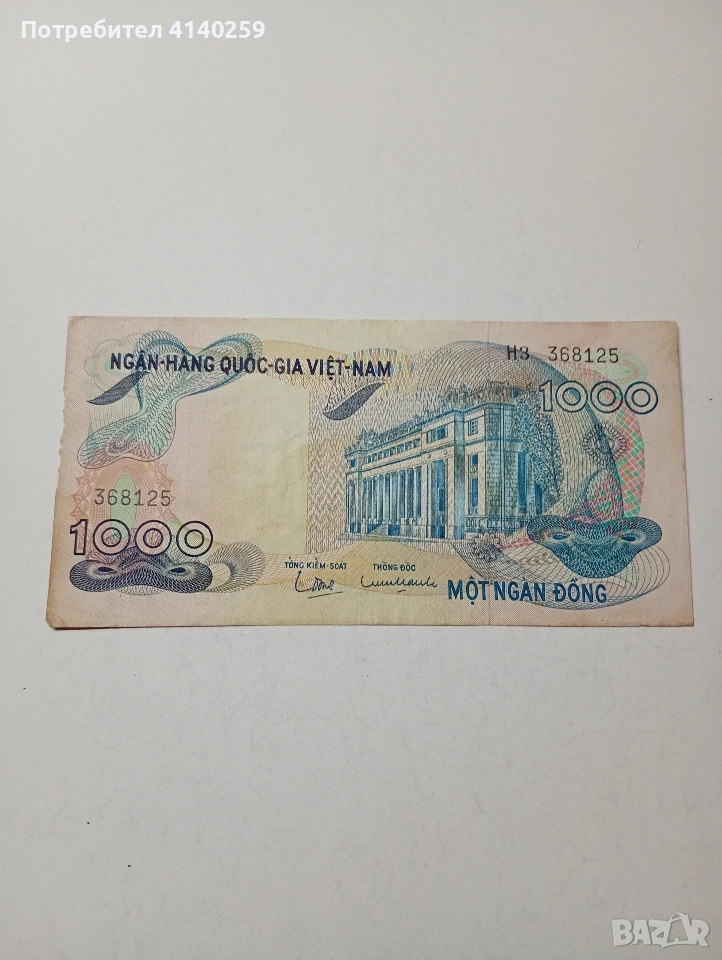 Потребител 4140259
NGÂN-HÀNG QUỐC-GIA VIỆT-NAM
H3 368125
1000
368125
1000
TỔNG KIỂM-SOÁT
THỐNG ĐỐC
MỘT NGÀN ĐỒNG
BAZAR